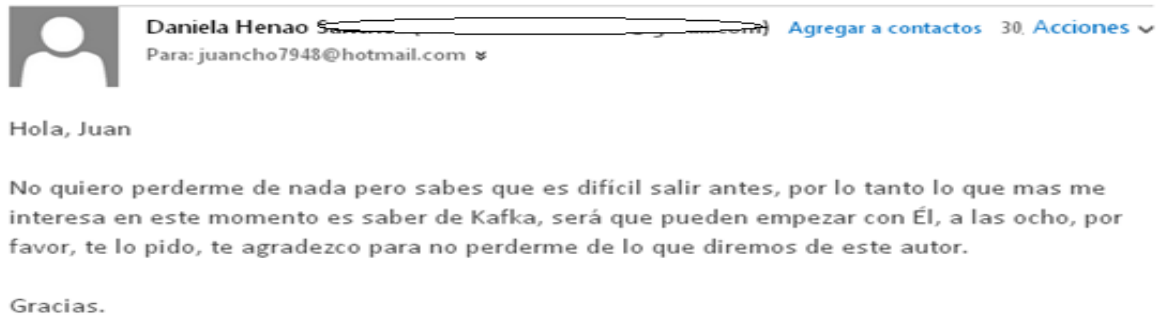 Daniela Henao
Agregar a contactos 30, Acciones
Para: juancho7948@hotmail.com
Hola, Juan
No quiero perderme de nada pero sabes que es difícil salir antes, por lo tanto lo que mas me
interesa en este momento es saber de Kafka, será que pueden empezar con Él, a las ocho, por
favor, te lo pido, te agradezco para no perderme de lo que diremos de este autor.
Gracias.